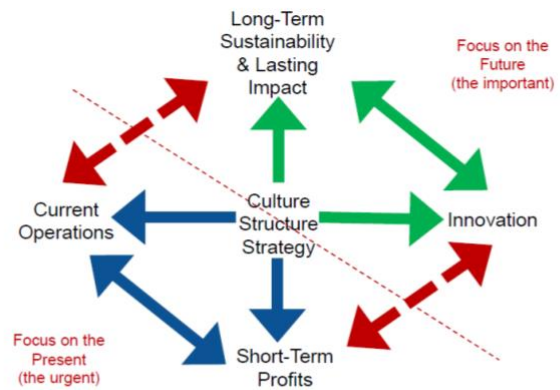 Long-Term
Sustainability
& Lasting
Impact
Focus on the
Future
(the important)
Current
Operations
Culture
Structure
Strategy
Innovation
Focus on the
Present
(the urgent)
Short-Term
Profits